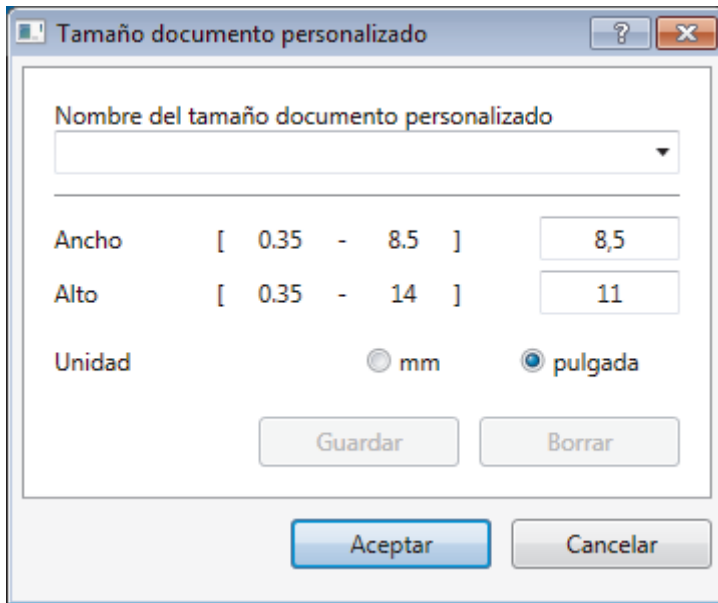 Tamaño documento personalizado
Nombre del tamaño documento personalizado
Ancho [ 0.35 - 8.5 ] 8,5
Alto [ 0.35 - 14 ] 11
Unidad mm pulgada
Guardar Borrar
Aceptar Cancelar